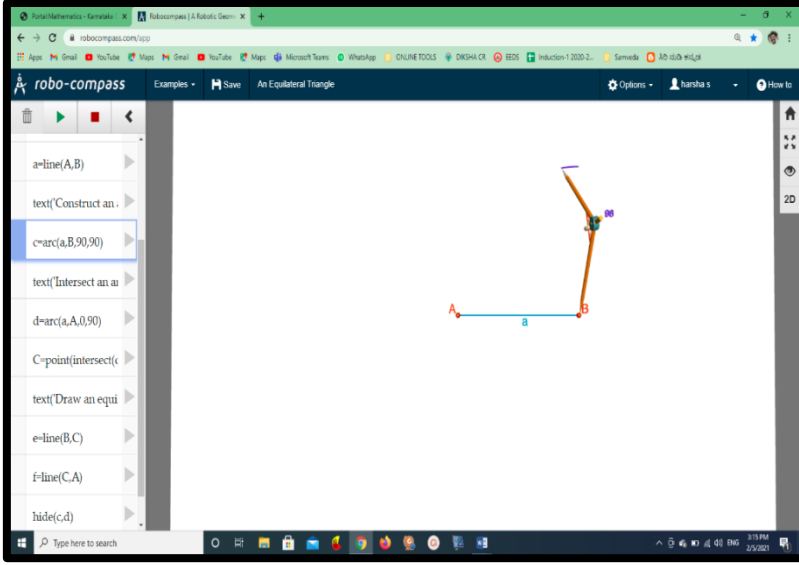 PortalMathematics - Karnataka
Robocompass | A Robotic Geom
robocompass.com/app
Apps Gmail YouTube Maps Gmail YouTube Maps Microsoft Teams WhatsApp ONLINE TOOLS DIKSHA CR EEDS Induction-1 2020-2... Samveda
robo-compass Examples Save An Equilateral Triangle Options harsha s How to
2D
a=line(A,B)
text('Construct an
c=arc(a,B,90,90)
text('Intersect an ar
d=arc(a,A,0,90)
C=point(intersect(c
text('Draw an equi
e=line(B,C)
f=line(C,A)
hide(c,d)
A
B
a
Type here to search
ENG
3:15 PM
2/5/2021